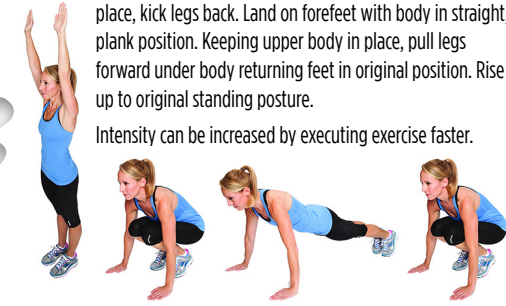 place, kick legs back. Land on forefeet with body in straight,
plank position. Keeping upper body in place, pull legs
forward under body returning feet in original position. Rise
up to original standing posture.
Intensity can be increased by executing exercise faster.